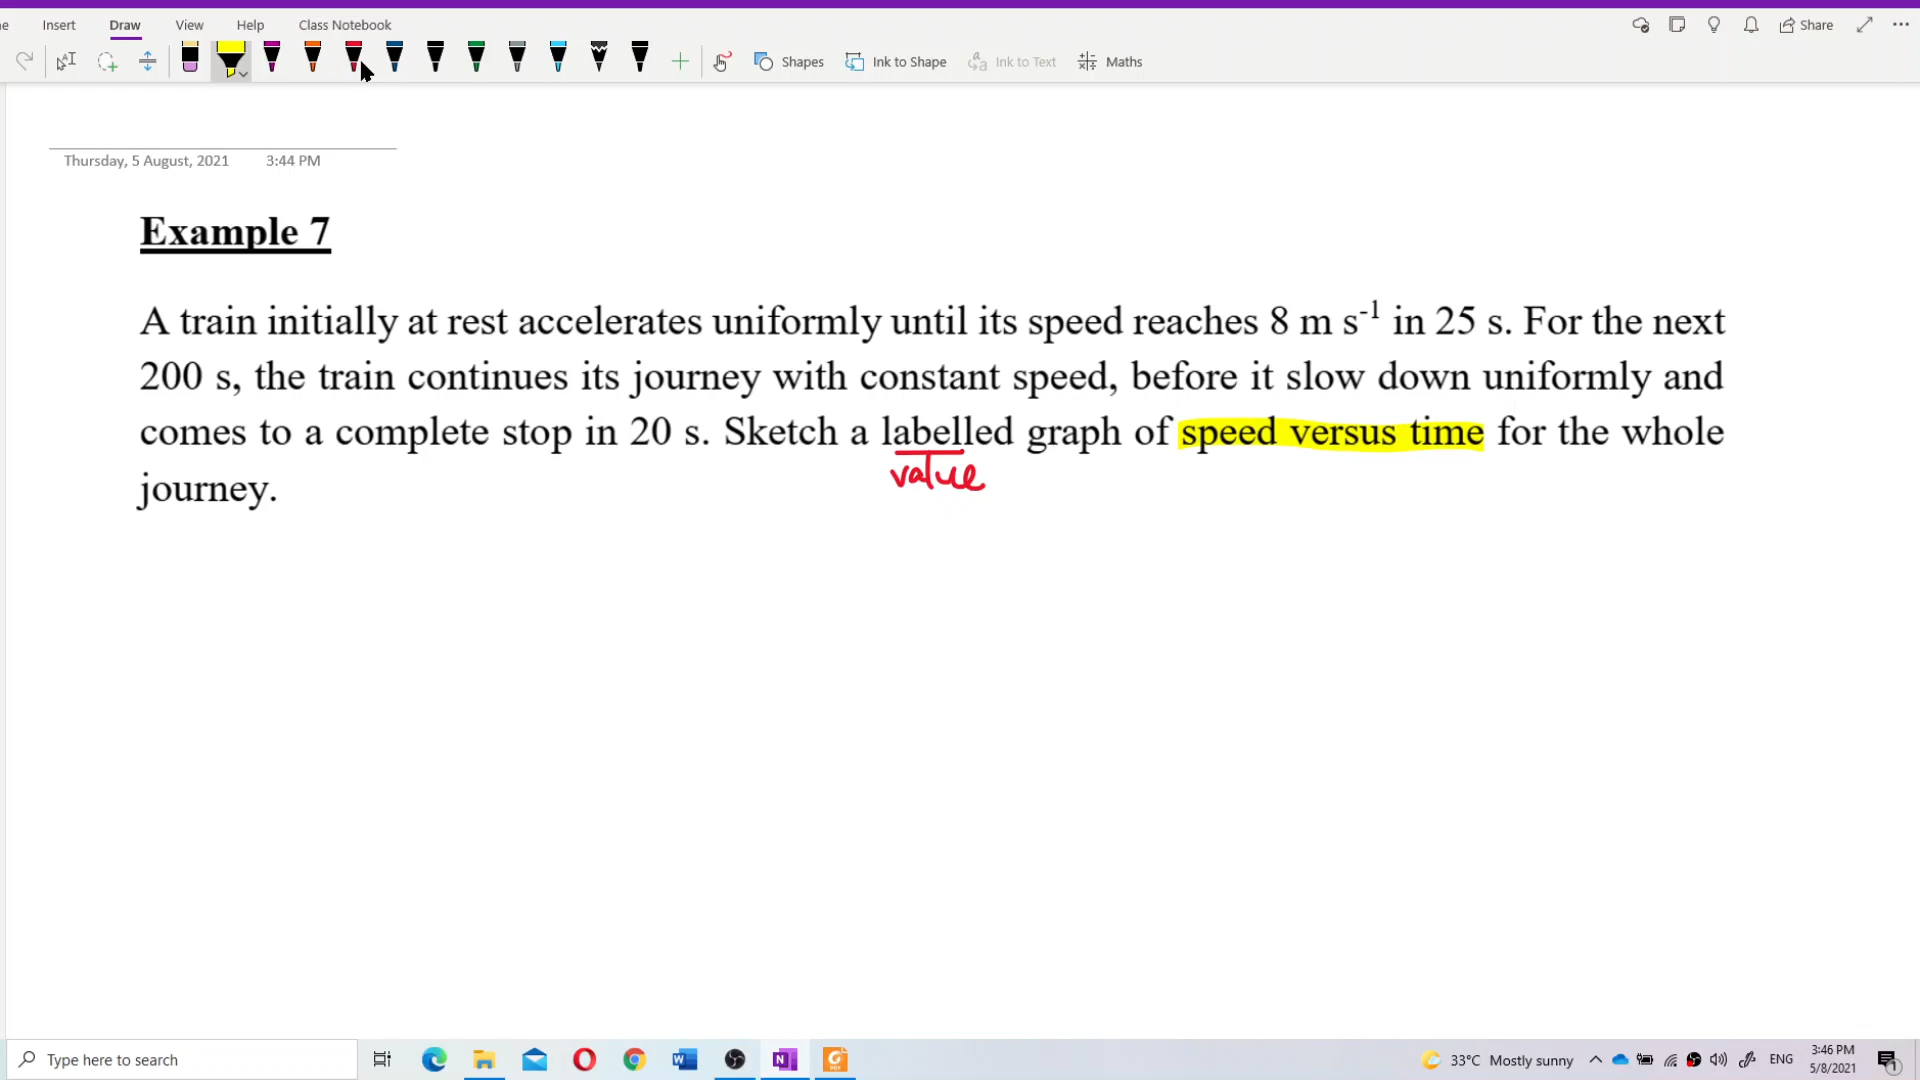 Insert Draw View Help Class Notebook Share
Shapes Ink to Shape Ink to Text Maths
Thursday, 5 August, 2021 3:44 PM
Example 7
A train initially at rest accelerates uniformly until its speed reaches 8 m s⁻¹ in 25 s. For the next
200 s, the train continues its journey with constant speed, before it slow down uniformly and
comes to a complete stop in 20 s. Sketch a labelled graph of speed versus time for the whole
value
journey.
Type here to search 33°C Mostly sunny ENG 3:46 PM
5/8/2021